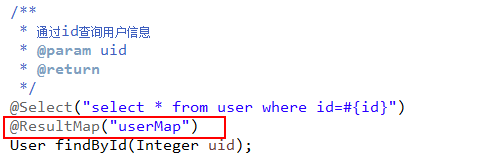 /**
* 通过id查询用户信息
* @param uid
* @return
*/
@Select("select * from user where id=#{id}")
@ResultMap("userMap")
User findById(Integer uid);